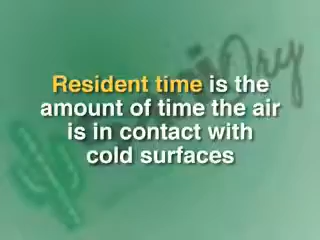 Resident time is the
amount of time the air
is in contact with
cold surfaces